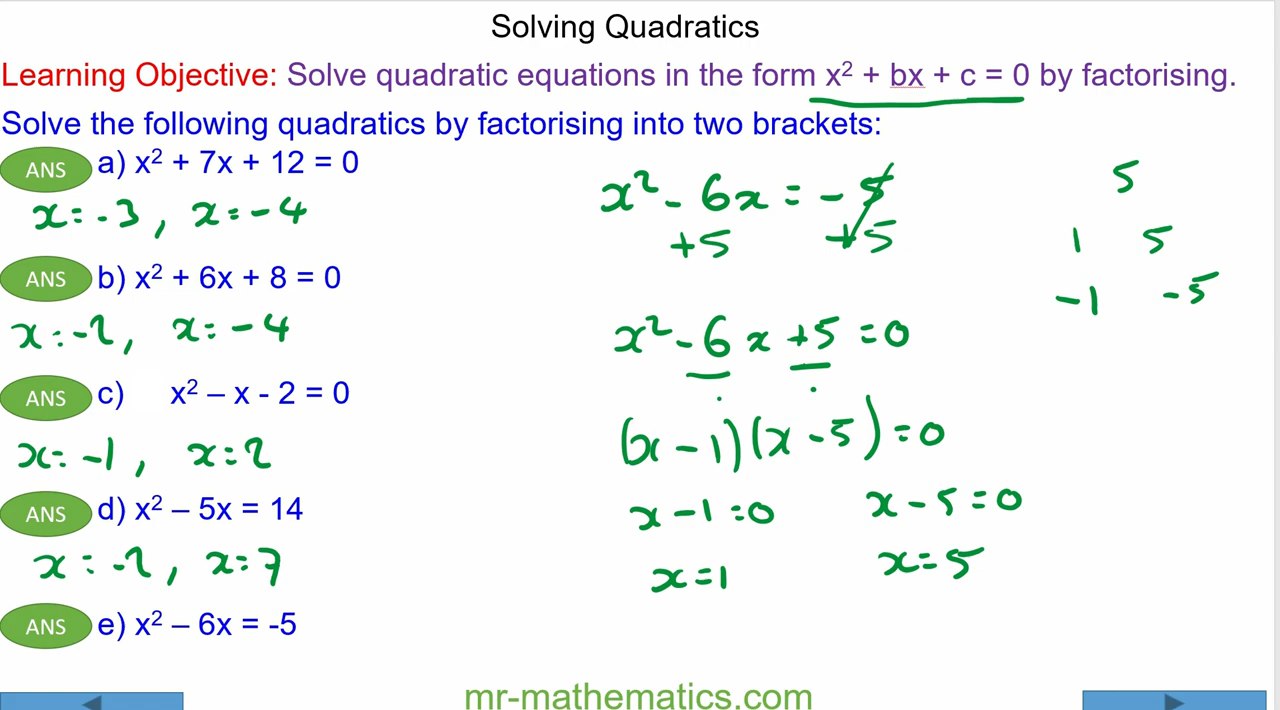 Solving Quadratics
Learning Objective: Solve quadratic equations in the form x² + bx + c = 0 by factorising.
Solve the following quadratics by factorising into two brackets:
ANS a) x² + 7x + 12 = 0
x = -3, x = -4
ANS b) x² + 6x + 8 = 0
x = -2, x = -4
ANS c) x² – x - 2 = 0
x = -1, x = 2
ANS d) x² – 5x = 14
x = -2, x = 7
ANS e) x² – 6x = -5
x² - 6x = -5
+5 +5
x² - 6x + 5 = 0
(x - 1)(x - 5) = 0
x - 1 = 0 x - 5 = 0
x = 1 x = 5
5
1 5
-1 -5
mr-mathematics.com